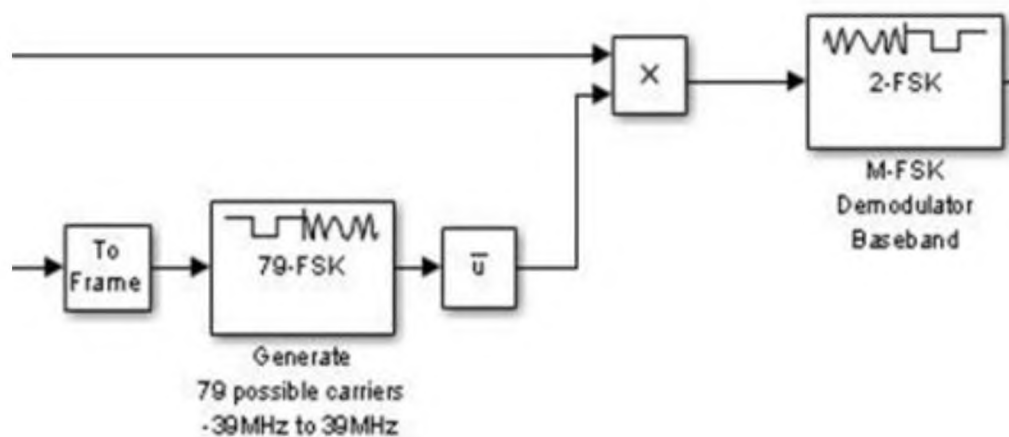 X
2-FSK
M-FSK
Demodulator
Baseband
To
Frame
79-FSK
u̅
Generate
79 possible carriers
-39MHz to 39MHz